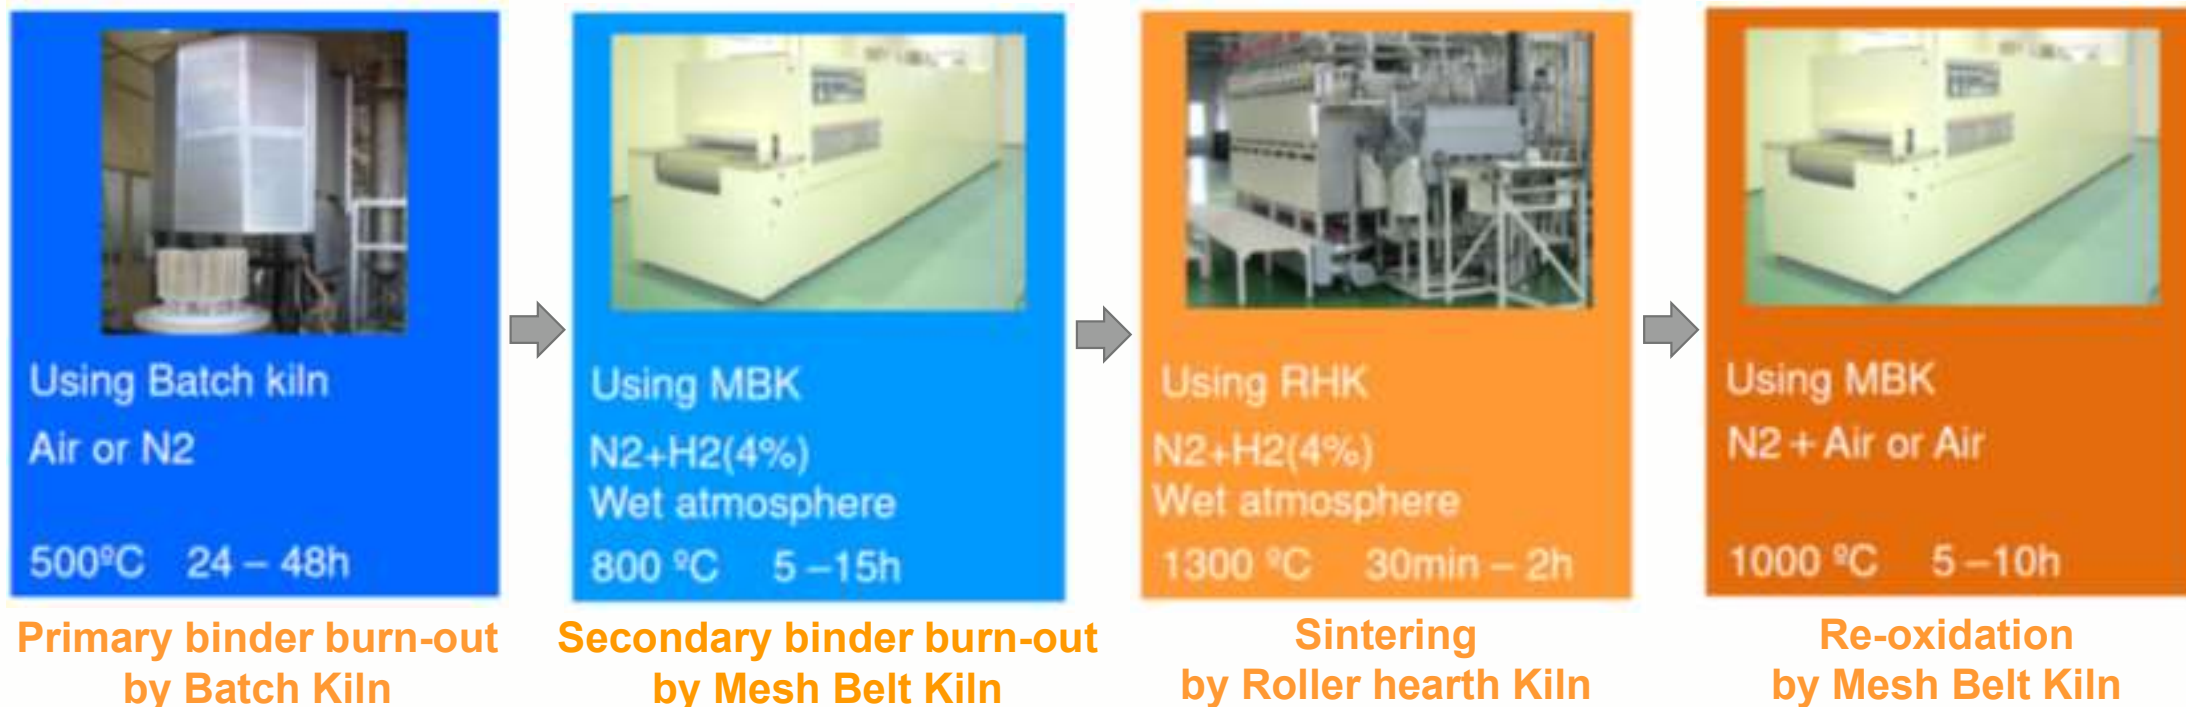 Using Batch kiln
Air or N2
500ºC 24 – 48h
Primary binder burn-out
by Batch Kiln
Using MBK
N2+H2(4%)
Wet atmosphere
800 ºC 5 –15h
Secondary binder burn-out
by Mesh Belt Kiln
Using RHK
N2+H2(4%)
Wet atmosphere
1300 ºC 30min – 2h
Sintering
by Roller hearth Kiln
Using MBK
N2 + Air or Air
1000 ºC 5 –10h
Re-oxidation
by Mesh Belt Kiln